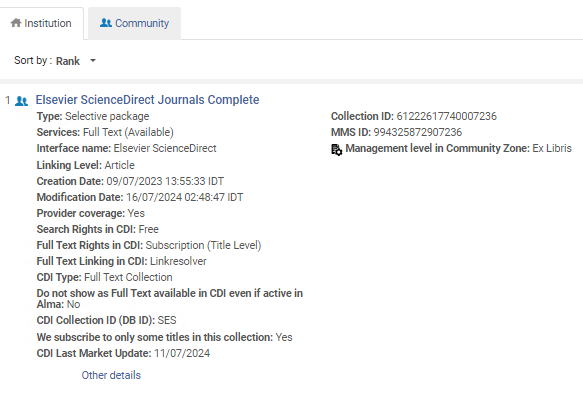 Institution
Community
Sort by : Rank
1 Elsevier ScienceDirect Journals Complete
Type: Selective package
Services: Full Text (Available)
Interface name: Elsevier ScienceDirect
Linking Level: Article
Creation Date: 09/07/2023 13:55:33 IDT
Modification Date: 16/07/2024 02:48:47 IDT
Provider coverage: Yes
Search Rights in CDI: Free
Full Text Rights in CDI: Subscription (Title Level)
Full Text Linking in CDI: Linkresolver
CDI Type: Full Text Collection
Do not show as Full Text available in CDI even if active in
Alma: No
CDI Collection ID (DB ID): SES
We subscribe to only some titles in this collection: Yes
CDI Last Market Update: 11/07/2024
Other details
Collection ID: 61222617740007236
MMS ID: 994325872907236
Management level in Community Zone: Ex Libris